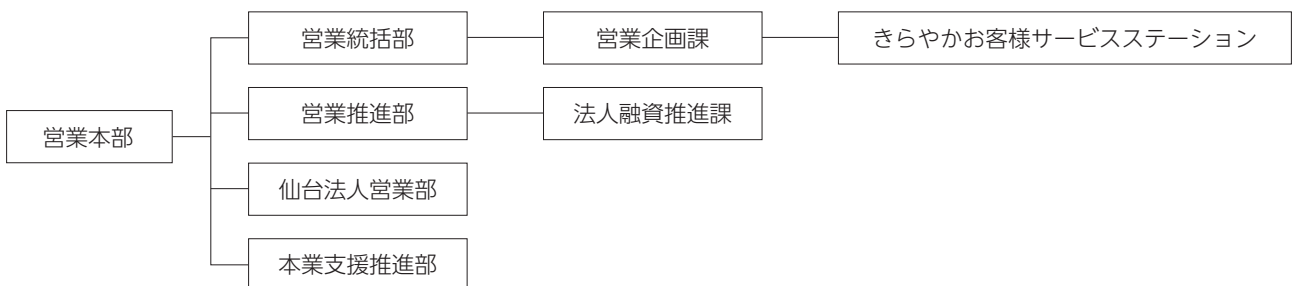 営業統括部
営業企画課
きらやかお客様サービスステーション
営業推進部
法人融資推進課
営業本部
仙台法人営業部
本業支援推進部